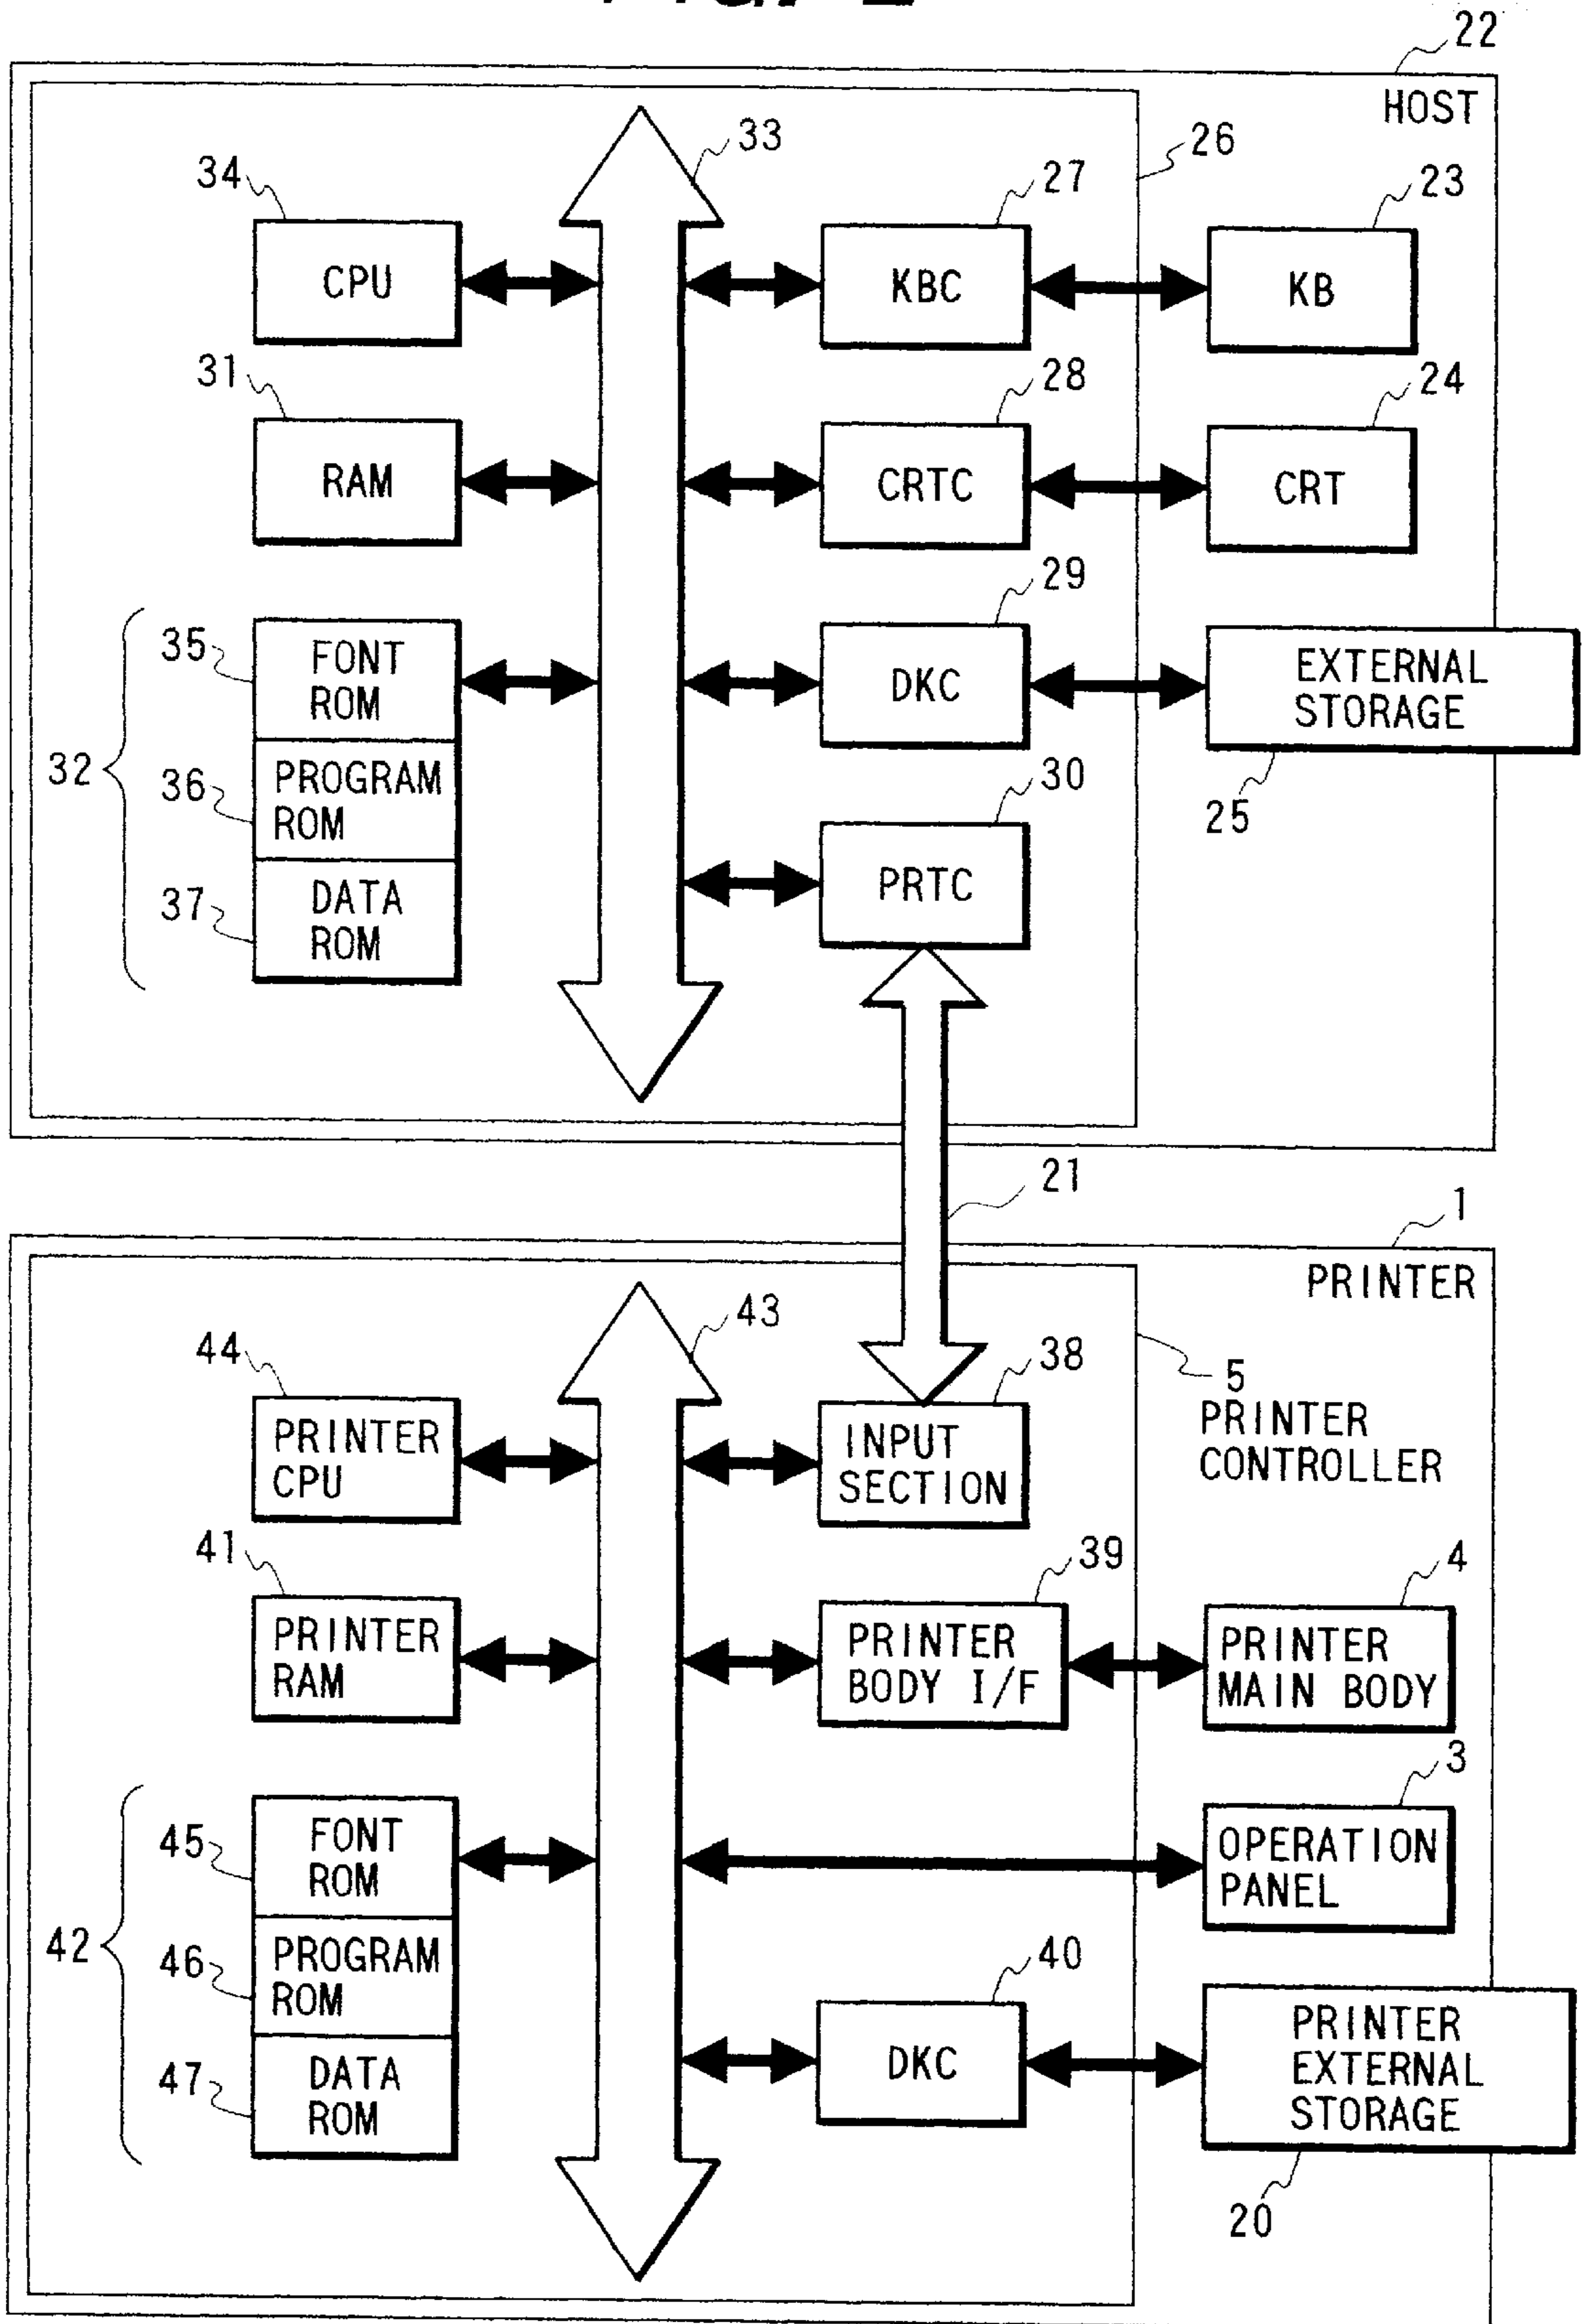 22
HOST
33
26
34
27
23
CPU
KBC
KB
31
28
24
RAM
CRTC
CRT
29
35
FONT
ROM
DKC
EXTERNAL
STORAGE
32
36
PROGRAM
ROM
30
25
37
DATA
ROM
PRTC
21
1
PRINTER
43
44
38
5
PRINTER
CONTROLLER
PRINTER
CPU
INPUT
SECTION
41
39
4
PRINTER
RAM
PRINTER
BODY I/F
PRINTER
MAIN BODY
3
45
FONT
ROM
OPERATION
PANEL
42
46
PROGRAM
ROM
40
47
DATA
ROM
DKC
PRINTER
EXTERNAL
STORAGE
20